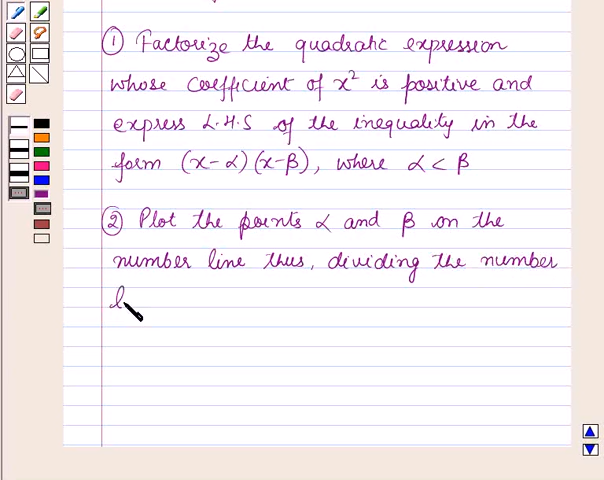 ① Factorize the quadratic expression
whose coefficient of x² is positive and
express L.H.S of the inequality in the
form (x-α)(x-β), where α < β
② Plot the points α and β on the
number line thus, dividing the number
l